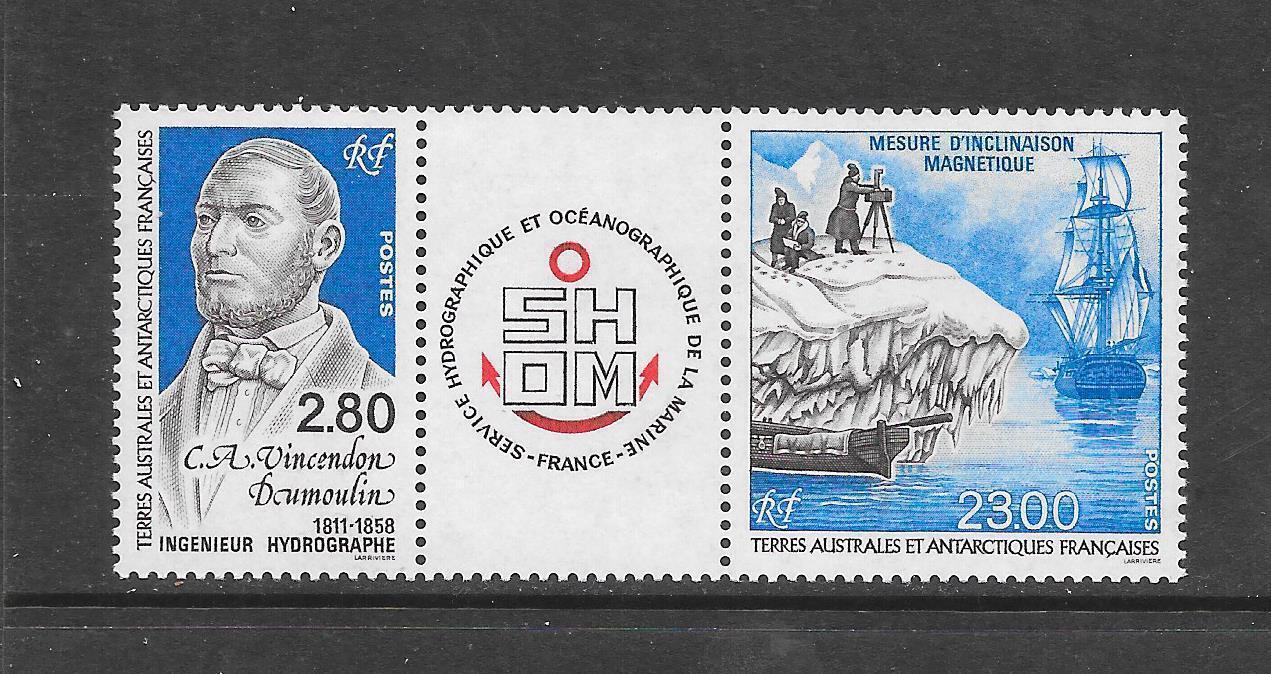 TERRES AUSTRALES ET ANTARCTIQUES FRANÇAISES
RF
POSTES
2.80
C.A.Vincendon
Dcumoulin
1811-1858
INGENIEUR HYDROGRAPHE
LARRIVIERE
SERVICE HYDROGRAPHIQUE ET OCÉANOGRAPHIQUE DE LA MARINE-
-FRANCE-
SH
OM
MESURE D'INCLINAISON
MAGNETIQUE
RF
23.00
POSTES
TERRES AUSTRALES ET ANTARCTIQUES FRANÇAISES
LARRIVIERE